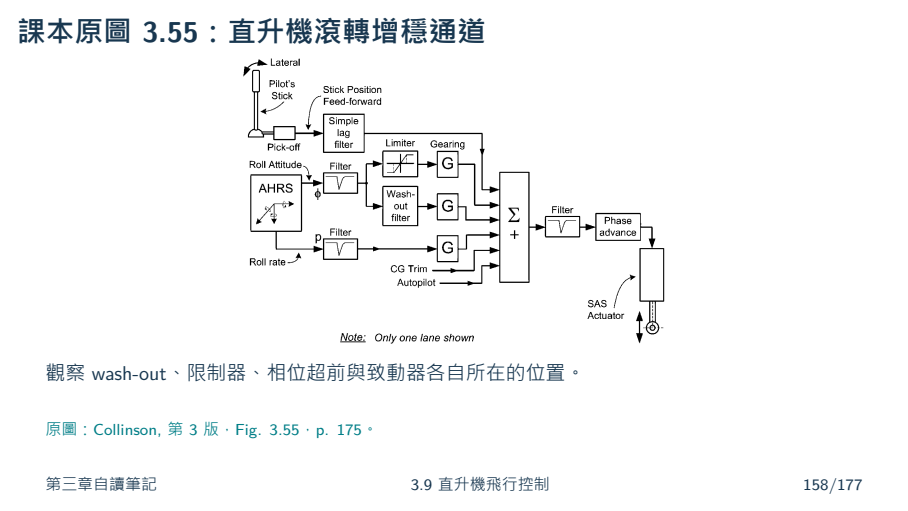 課本原圖 3.55：直升機滾轉增穩通道
Lateral
Pilot's
Stick
Stick Position
Feed-forward
Simple
lag
filter
Pick-off
Limiter
Gearing
Roll Attitude
Filter
G
AHRS
ϕ
Wash-
out
filter
G
Σ
+
Filter
Phase
advance
p
Filter
G
Roll rate
CG Trim
Autopilot
SAS
Actuator
Note: Only one lane shown
觀察 wash-out、限制器、相位超前與致動器各自所在的位置。
原圖：Collinson, 第 3 版，Fig. 3.55，p. 175。
第三章自讀筆記
3.9 直升機飛行控制
158/177